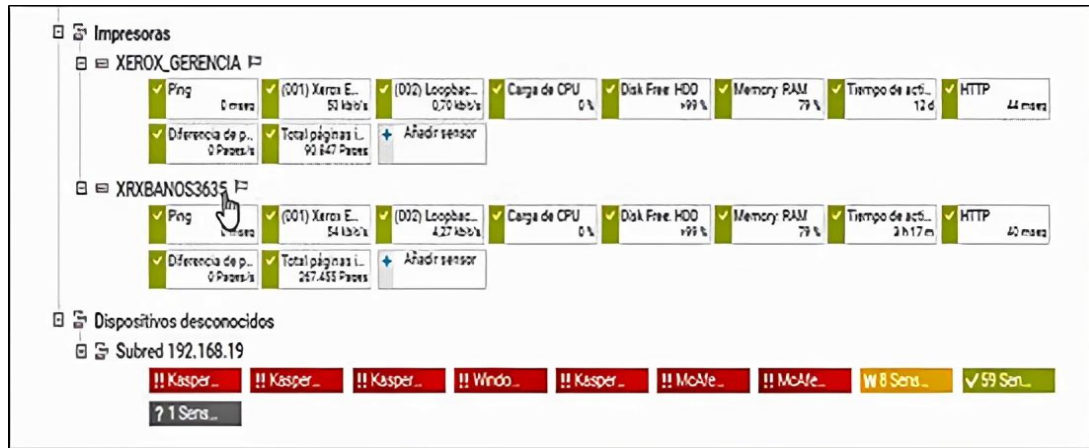 Impresoras
XEROX_GERENCIA
Ping
0 mseg
(001) Xerox E...
53 kbit/s
(002) Loopbac...
0,70 kbit/s
Carga de CPU
0 %
Disk Free: HDD
>99 %
Memory: RAM
79 %
Tiempo de acti...
12 d
HTTP
44 mseg
Diferencia de p...
0 Pages/s
Total páginas i...
Pages
Añadir sensor
XRXBANOS3635
Ping
mseg
(001) Xerox E...
54 kbit/s
(002) Loopbac...
4,27 kbit/s
Carga de CPU
0 %
Disk Free: HDD
>99 %
Memory: RAM
79 %
Tiempo de acti...
3 h 17 m
HTTP
40 mseg
Diferencia de p...
0 Pages/s
Total páginas i...
267.455 Pages
Añadir sensor
Dispositivos desconocidos
Subred 192.168.19
!! Kasper...
!! Kasper...
!! Kasper...
!! Windo...
!! Kasper...
!! McAfe...
!! McAfe...
W 8 Sens...
✓ 59 Sen...
? 1 Sens...